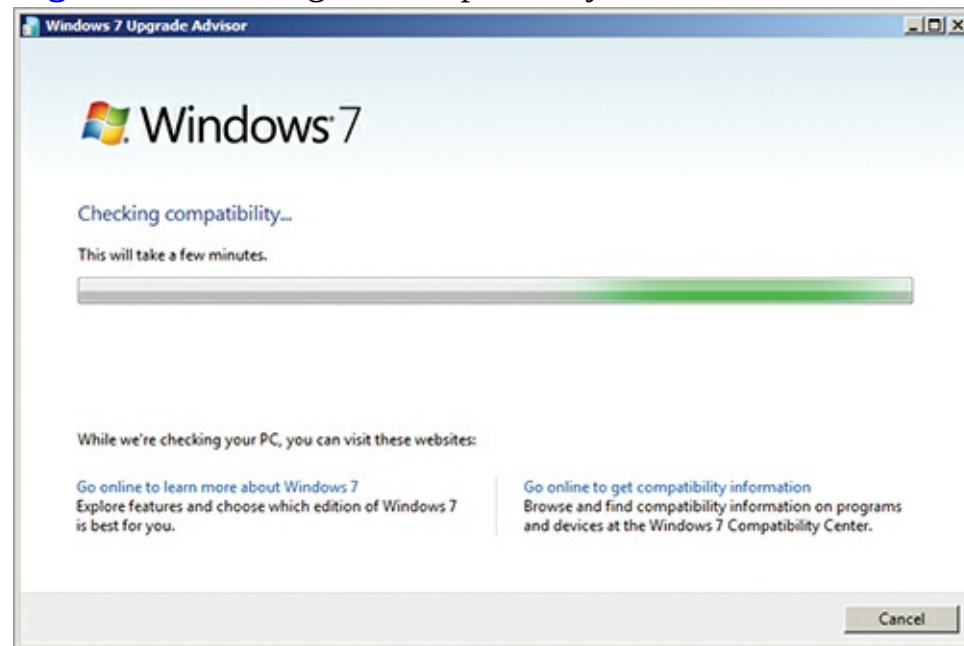 Windows 7 Upgrade Advisor
Windows 7
Checking compatibility...
This will take a few minutes.
While we're checking your PC, you can visit these websites:
Go online to learn more about Windows 7
Explore features and choose which edition of Windows 7
is best for you.
Go online to get compatibility information
Browse and find compatibility information on programs
and devices at the Windows 7 Compatibility Center.
Cancel